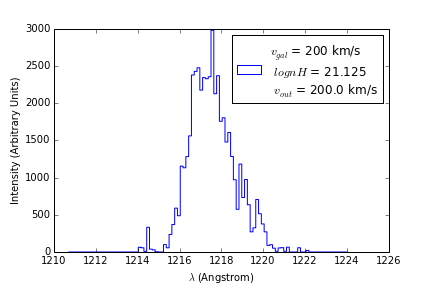 3000
2500
2000
1500
1000
500
0
Intensity (Arbitrary Units)
v_gal = 200 km/s
lognH = 21.125
v_out = 200.0 km/s
1210 1212 1214 1216 1218 1220 1222 1224 1226
λ (Angstrom)